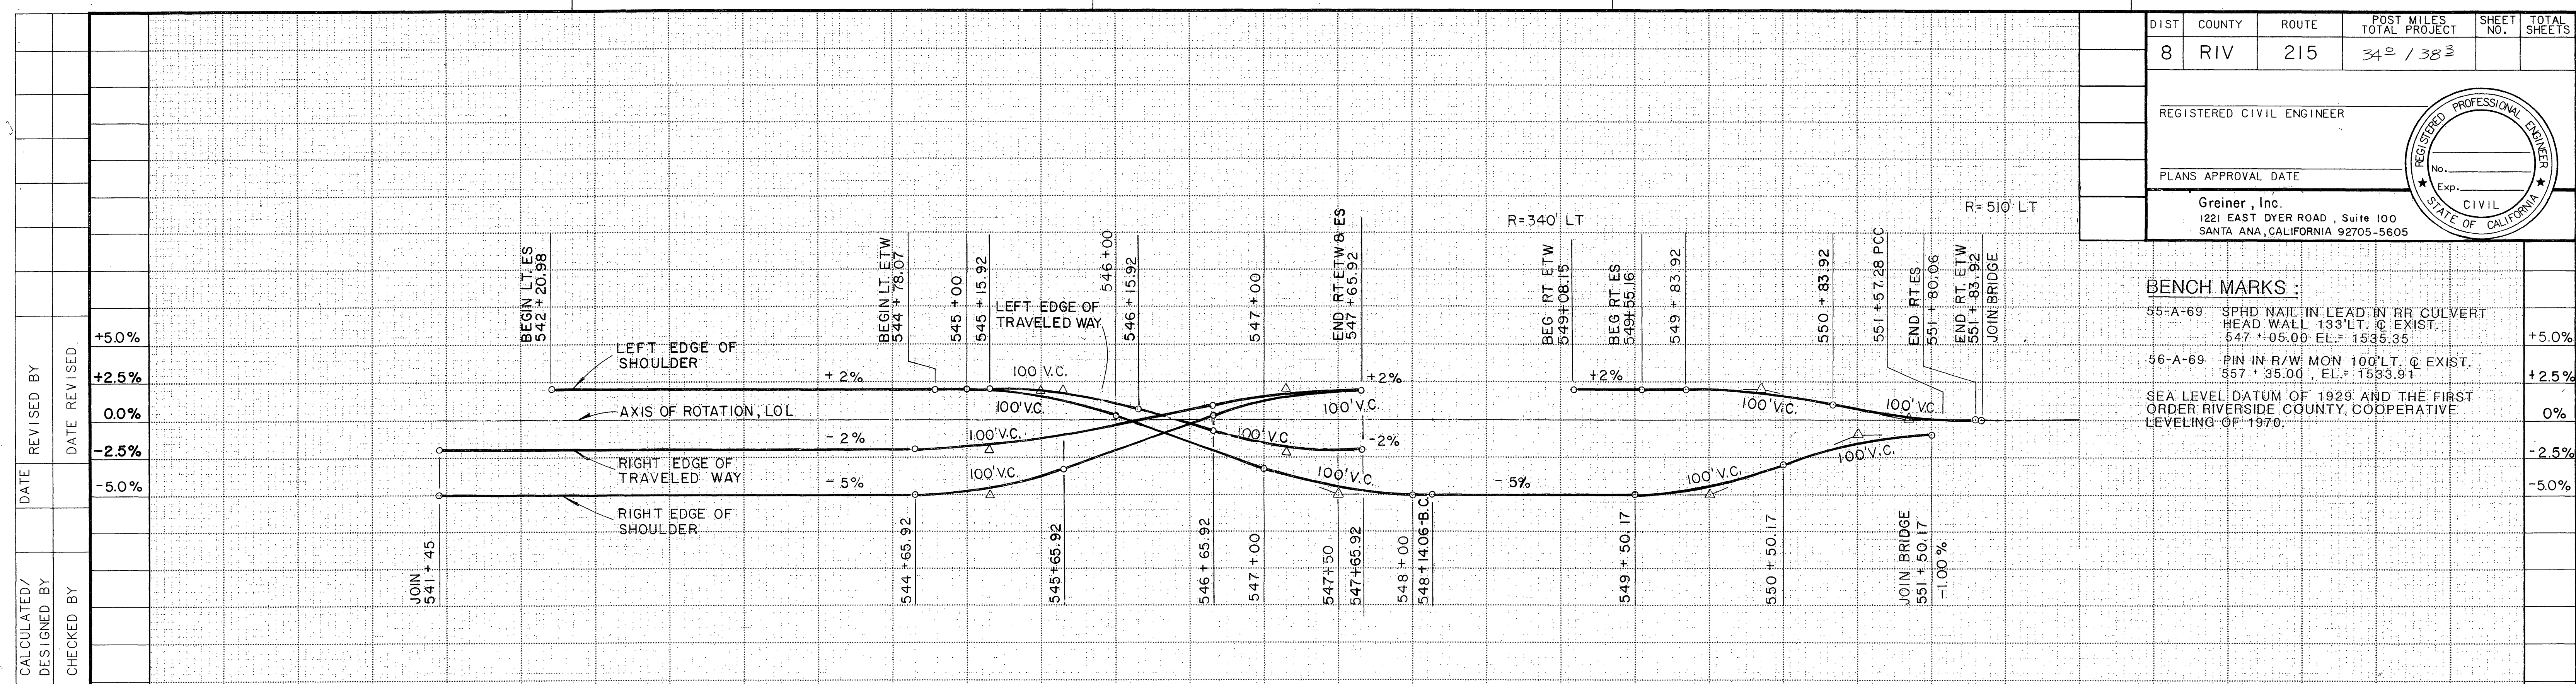 DIST COUNTY ROUTE POST MILES TOTAL PROJECT SHEET NO. TOTAL SHEETS
8 RIV 215 34⁰ / 38³
REGISTERED CIVIL ENGINEER
PLANS APPROVAL DATE
REGISTERED PROFESSIONAL ENGINEER
No.
Exp.
CIVIL
STATE OF CALIFORNIA
Greiner, Inc.
1221 EAST DYER ROAD, Suite 100
SANTA ANA, CALIFORNIA 92705-5605
BENCH MARKS :
55-A-69 SPHD NAIL IN LEAD IN RR CULVERT
HEAD WALL 133'LT. ℄ EXIST.
547 + 05.00 EL.= 1535.35
56-A-69 PIN IN R/W MON 100'LT. ℄ EXIST.
557 + 35.00 , EL.= 1533.91
SEA LEVEL DATUM OF 1929 AND THE FIRST
ORDER RIVERSIDE COUNTY, COOPERATIVE
LEVELING OF 1970.
REVISED BY
DATE REVISED
DATE
CALCULATED/
DESIGNED BY
CHECKED BY
+5.0%
+2.5%
0.0%
-2.5%
-5.0%
BEGIN LT. ES
542 + 20.98
BEGIN LT. ETW
544 + 78.07
545 + 00
545 + 15.92
546 + 00
546 + 15.92
547 + 00
END RT ETW & ES
547 + 65.92
R=340' LT
BEG RT ETW
549+08.15
BEG RT ES
549+55.16
549 + 83.92
550 + 83.92
551 + 57.28 PCC
END RT. ES
551 + 80.06
END RT. ETW
551 + 83.92
JOIN BRIDGE
R= 510' LT
LEFT EDGE OF
SHOULDER
+ 2%
100' V.C.
LEFT EDGE OF
TRAVELED WAY
AXIS OF ROTATION, LOL
100' V.C.
- 2%
100' V.C.
RIGHT EDGE OF
TRAVELED WAY
- 5%
100' V.C.
RIGHT EDGE OF
SHOULDER
+2%
100' V.C.
100' V.C.
-2%
100' V.C.
- 5%
+2%
100' V.C.
100' V.C.
100' V.C.
100' V.C.
JOIN
541 + 45
544 + 65.92
545+65.92
546 + 65.92
547 + 00
547+50
547+65.92
548 + 00
548+14.06-B.C.
549 + 50.17
550 + 50.17
JOIN BRIDGE
551 + 50.17
-1.00%
+5.0%
+2.5%
0%
-2.5%
-5.0%